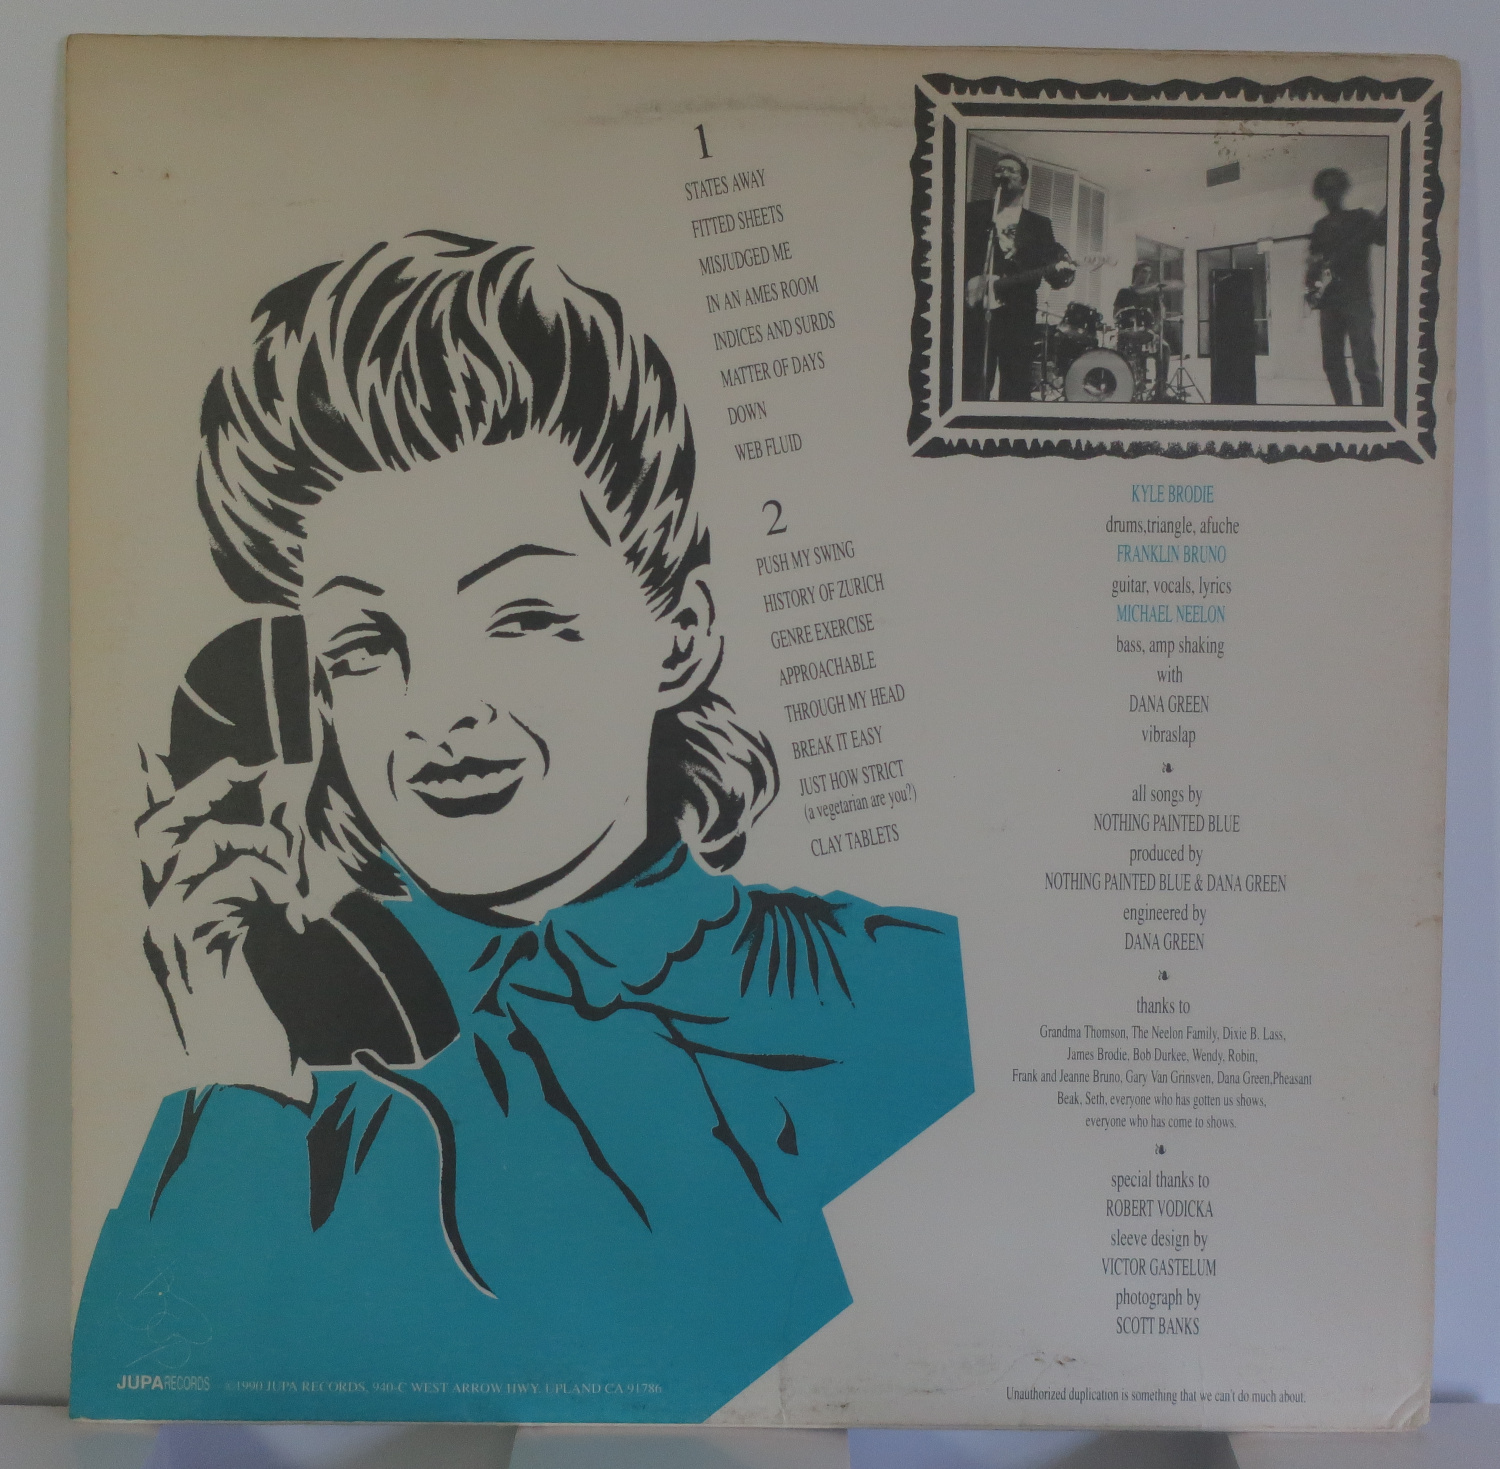 1
STATES AWAY
FITTED SHEETS
MISJUDGED ME
IN AN AMES ROOM
INDICES AND SURDS
MATTER OF DAYS
DOWN
WEB FLUID
2
PUSH MY SWING
HISTORY OF ZURICH
GENRE EXERCISE
APPROACHABLE
THROUGH MY HEAD
BREAK IT EASY
JUST HOW STRICT
(a vegetarian are you?)
CLAY TABLETS
KYLE BRODIE
drums,triangle, afuche
FRANKLIN BRUNO
guitar, vocals, lyrics
MICHAEL NEELON
bass, amp shaking
with
DANA GREEN
vibraslap
all songs by
NOTHING PAINTED BLUE
produced by
NOTHING PAINTED BLUE & DANA GREEN
engineered by
DANA GREEN
thanks to
Grandma Thomson, The Neelon Family, Dixie B. Lass,
James Brodie, Bob Durkee, Wendy, Robin,
Frank and Jeanne Bruno, Gary Van Grinsven, Dana Green,Pheasant
Beak, Seth, everyone who has gotten us shows,
everyone who has come to shows.
special thanks to
ROBERT VODICKA
sleeve design by
VICTOR GASTELUM
photograph by
SCOTT BANKS
JUPA RECORDS ©1990 JUPA RECORDS, 940-C WEST ARROW HWY. UPLAND CA 91786
Unauthorized duplication is something that we can't do much about.